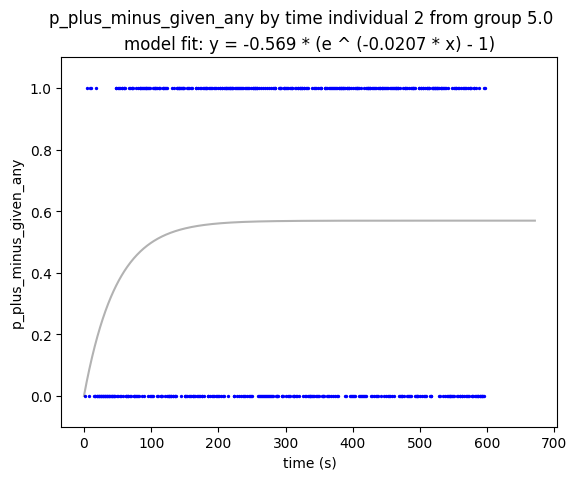 p_plus_minus_given_any by time individual 2 from group 5.0
model fit: y = -0.569 * (e ^ (-0.0207 * x) - 1)
1.0
0.8
0.6
0.4
0.2
0.0
p_plus_minus_given_any
0 100 200 300 400 500 600 700
time (s)